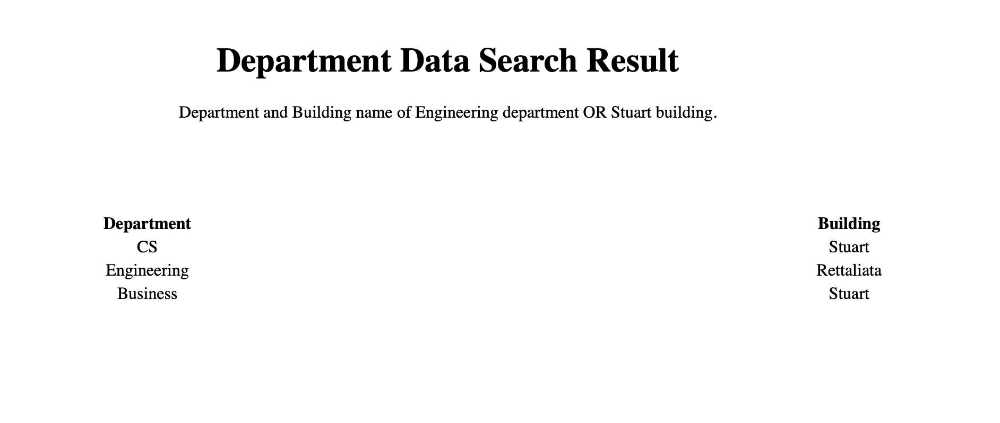 Department Data Search Result
Department and Building name of Engineering department OR Stuart building.
Department Building
CS Stuart
Engineering Rettaliata
Business Stuart